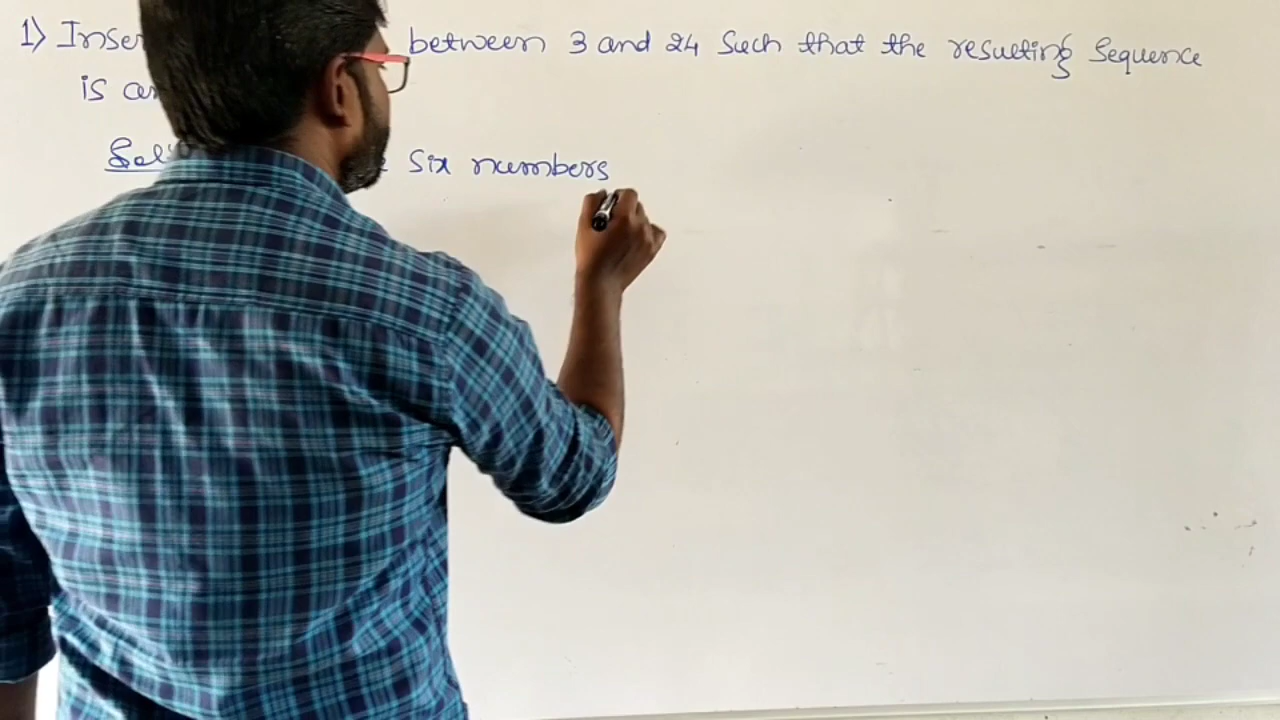 1) Inser between 3 and 24 Such that the resulting Sequence
is
Six numbers